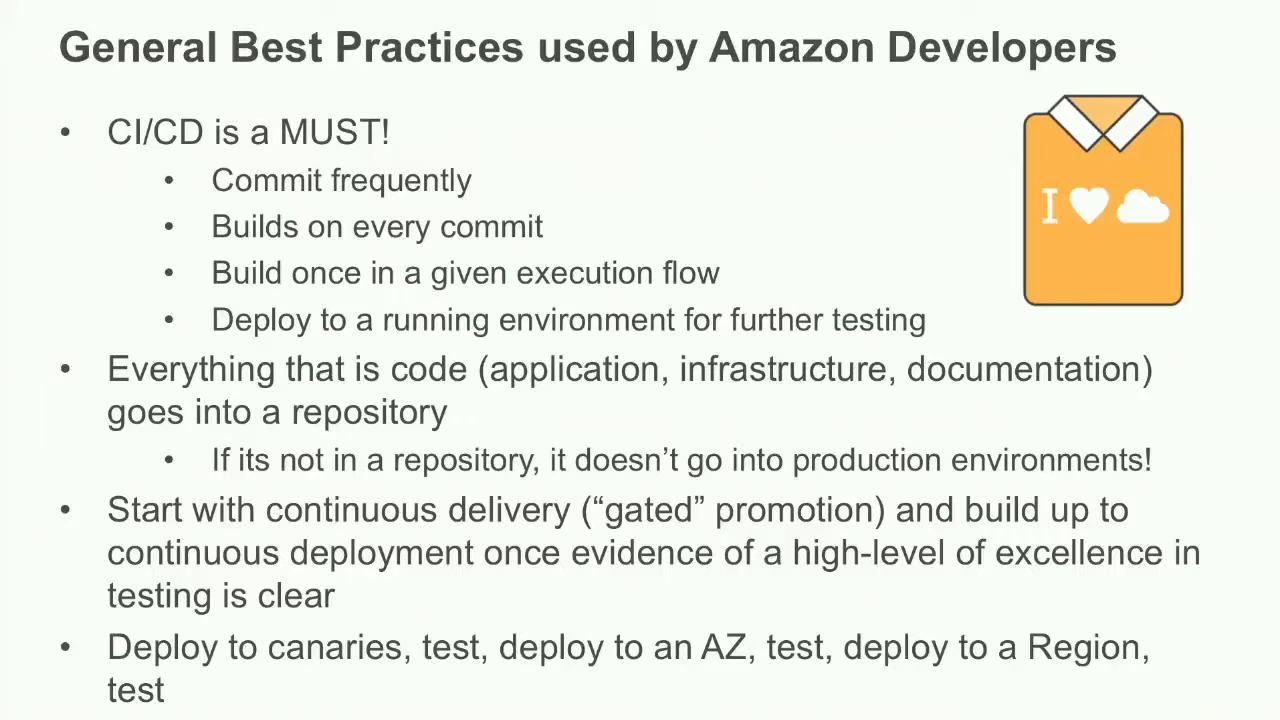 General Best Practices used by Amazon Developers
• CI/CD is a MUST!
• Commit frequently
• Builds on every commit
• Build once in a given execution flow
• Deploy to a running environment for further testing
• Everything that is code (application, infrastructure, documentation)
goes into a repository
• If its not in a repository, it doesn’t go into production environments!
• Start with continuous delivery (“gated” promotion) and build up to
continuous deployment once evidence of a high-level of excellence in
testing is clear
• Deploy to canaries, test, deploy to an AZ, test, deploy to a Region,
test
I